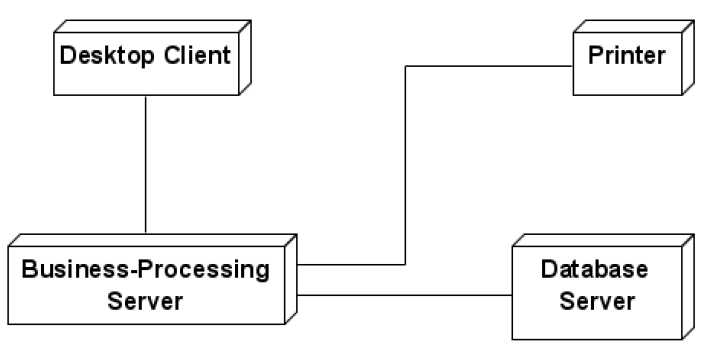 Desktop Client
Printer
Business-Processing
Server
Database
Server